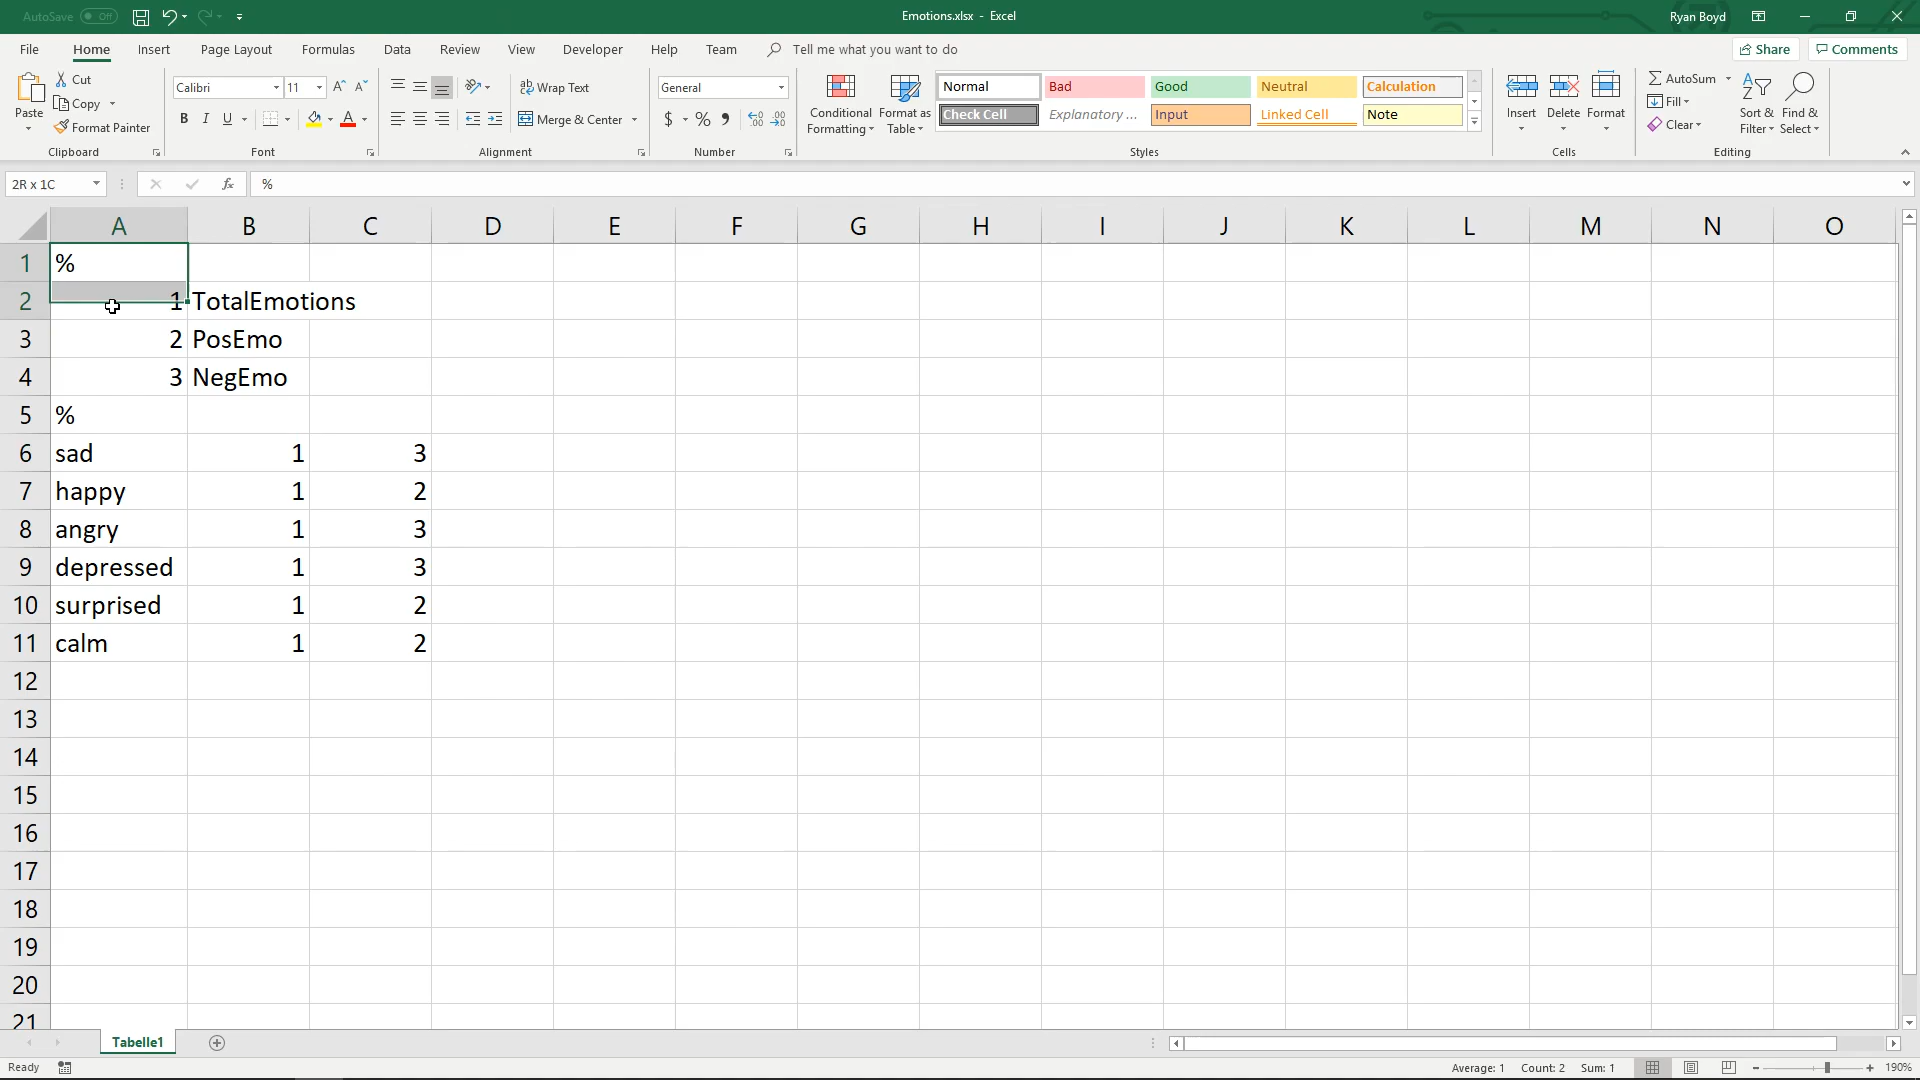 AutoSave Off
Emotions.xlsx - Excel
Ryan Boyd
File Home Insert Page Layout Formulas Data Review View Developer Help Team Tell me what you want to do
Share Comments
Paste
Cut
Copy
Format Painter
Clipboard
Calibri 11
B I U
Font
Wrap Text
Merge & Center
Alignment
General
$ % 9
Number
Conditional Formatting
Format as Table
Normal Bad Good Neutral Calculation
Check Cell Explanatory ... Input Linked Cell Note
Styles
Insert Delete Format
Cells
AutoSum
Fill
Clear
Sort & Filter
Find & Select
Editing
2R x 1C fx %
A B C D E F G H I J K L M N O
1 %
2 1 TotalEmotions
3 2 PosEmo
4 3 NegEmo
5 %
6 sad 1 3
7 happy 1 2
8 angry 1 3
9 depressed 1 3
10 surprised 1 2
11 calm 1 2
12
13
14
15
16
17
18
19
20
21
Tabelle1
Ready
Average: 1 Count: 2 Sum: 1 190%